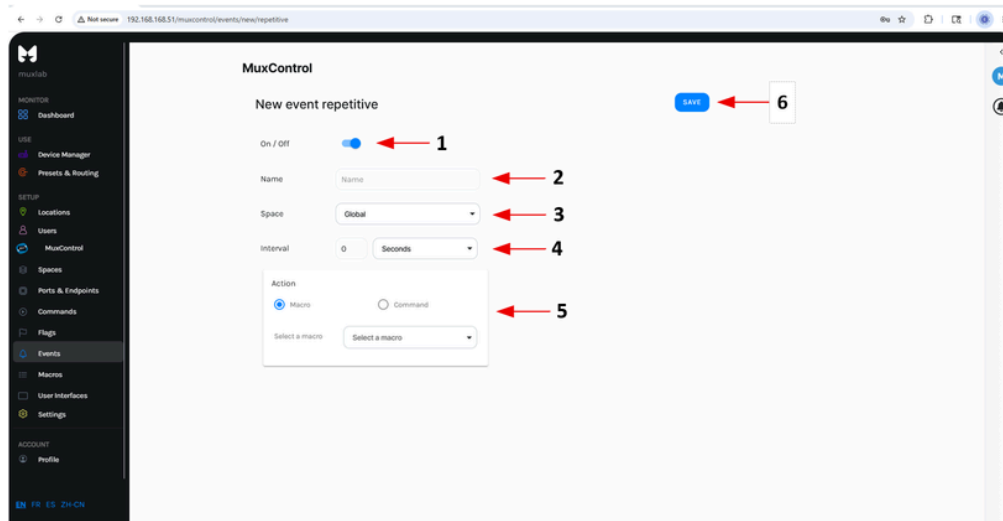 Not secure 192.168.168.51/muxcontrol/events/new/repetitive
muxlab
MONITOR
Dashboard
USE
Device Manager
Presets & Routing
SETUP
Locations
Users
MuxControl
Spaces
Ports & Endpoints
Commands
Flags
Events
Macros
User Interfaces
Settings
ACCOUNT
Profile
EN FR ES ZH-CN
MuxControl
New event repetitive
SAVE
6
On / Off
1
Name Name
2
Space Global
3
Interval 0 Seconds
4
Action
Macro Command
5
Select a macro Select a macro
M